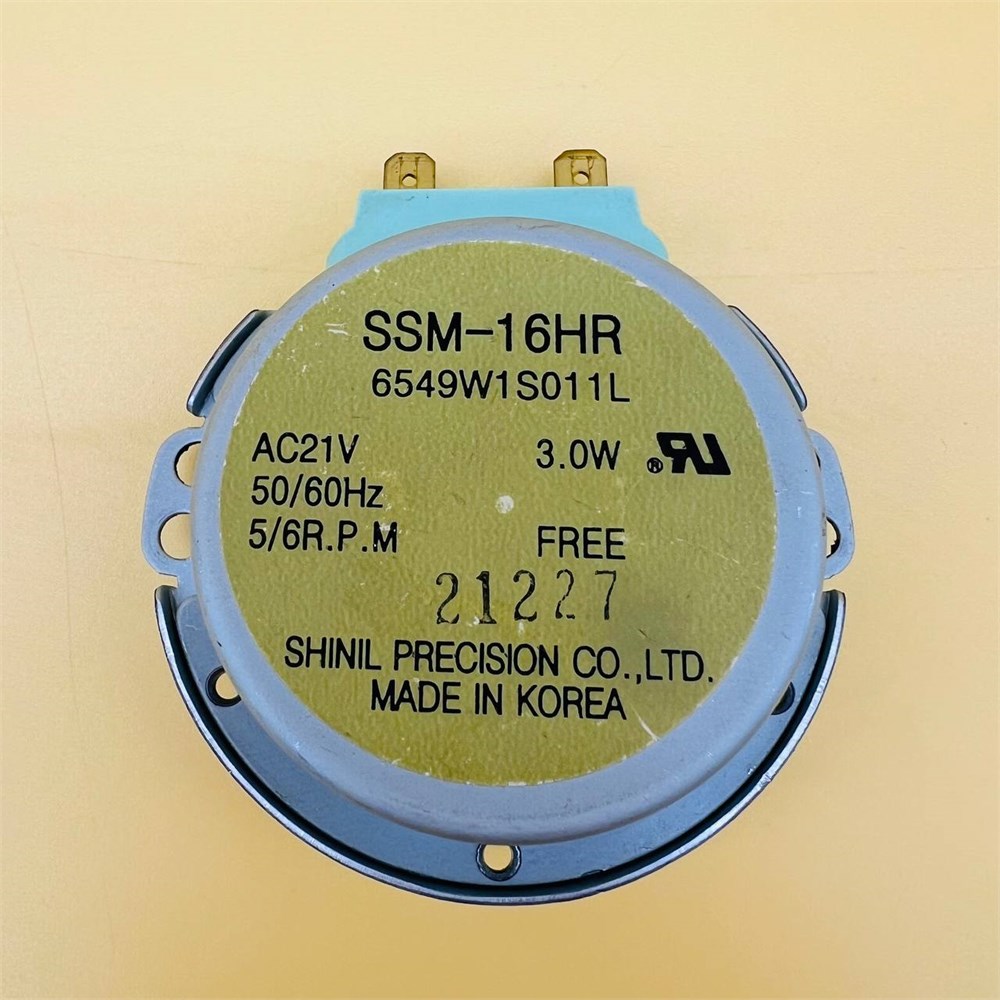 SSM-16HR
6549W1S011L
AC21V 3.0W ® RU
50/60Hz
5/6R.P.M FREE
21227
SHINIL PRECISION CO.,LTD.
MADE IN KOREA